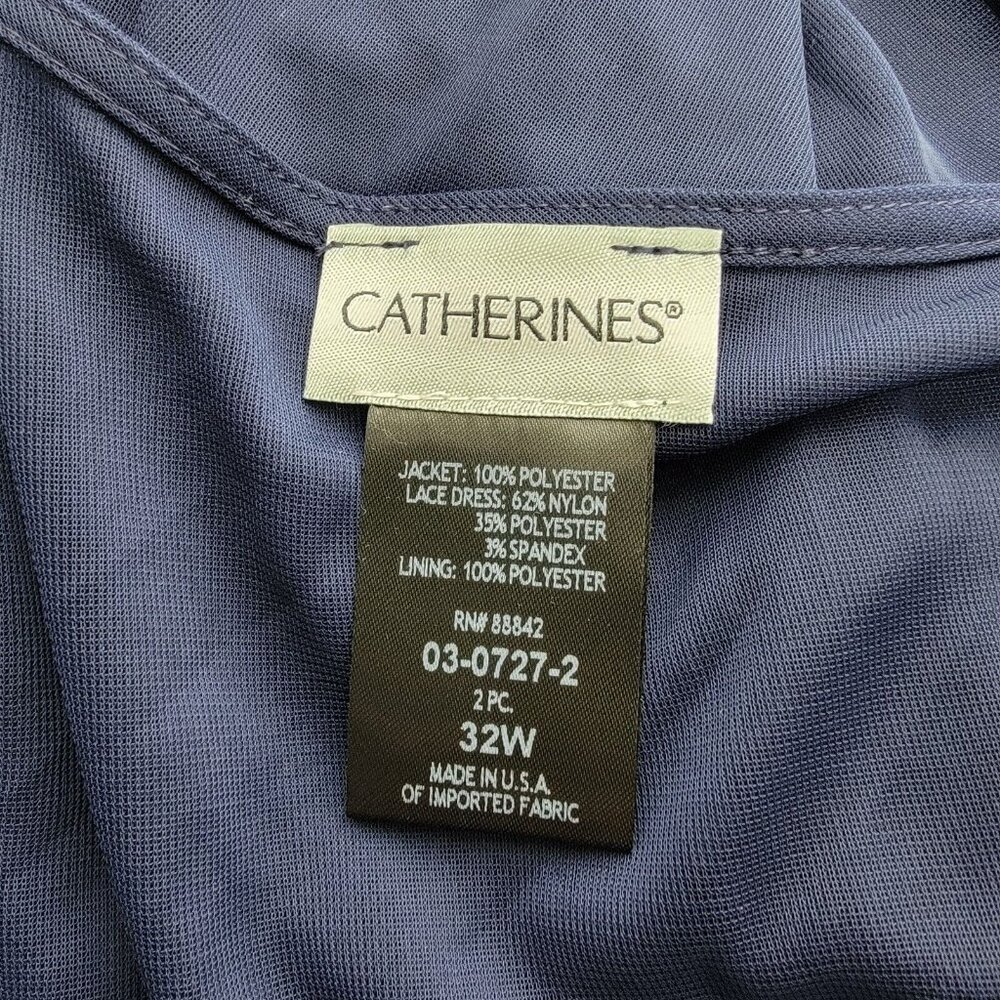 CATHERINES®
JACKET: 100% POLYESTER
LACE DRESS: 62% NYLON
35% POLYESTER
3% SPANDEX
LINING: 100% POLYESTER
RN# 88842
03-0727-2
2 PC.
32W
MADE IN U.S.A.
OF IMPORTED FABRIC